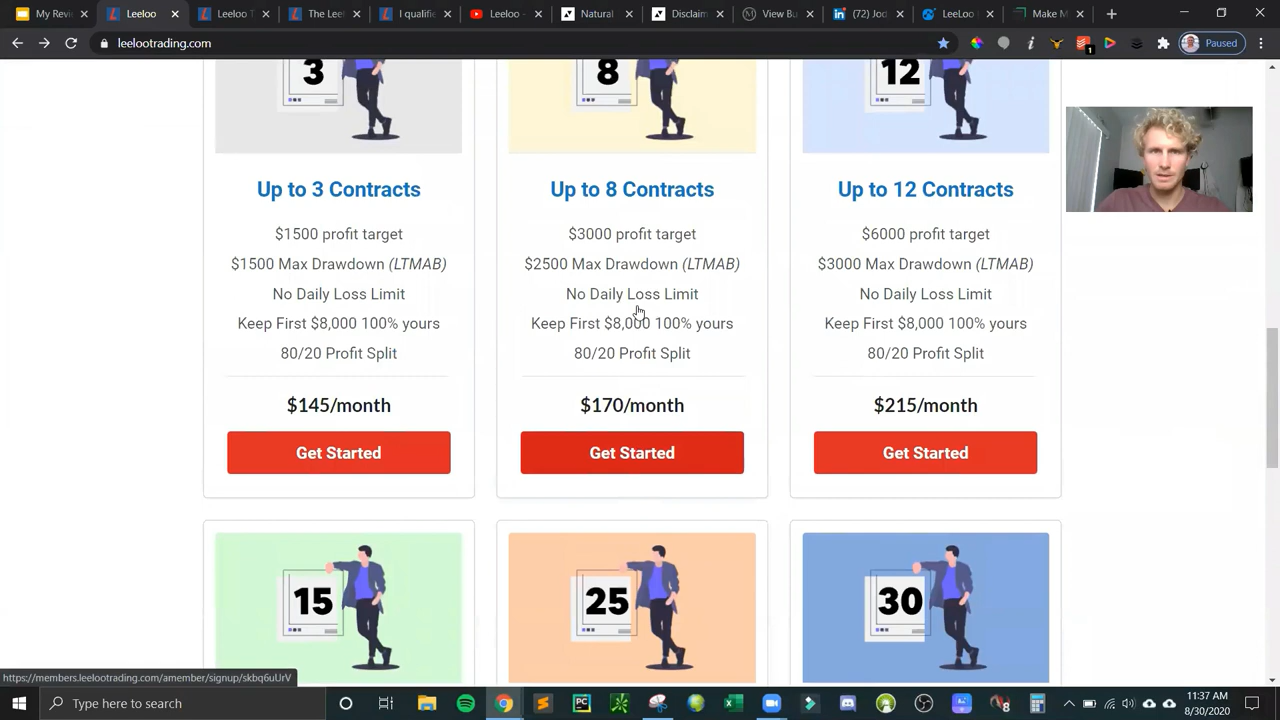 My Revi
Leeloo
Leeloo T
The Lee
I qualifie
Leeloo -
Natural
Disclaim
View Bu
(72) Joc
LeeLoo
Make M
leelootrading.com
1
Paused
3
8
12
Up to 3 Contracts
$1500 profit target
$1500 Max Drawdown (LTMAB)
No Daily Loss Limit
Keep First $8,000 100% yours
80/20 Profit Split
$145/month
Get Started
Up to 8 Contracts
$3000 profit target
$2500 Max Drawdown (LTMAB)
No Daily Loss Limit
Keep First $8,000 100% yours
80/20 Profit Split
$170/month
Get Started
Up to 12 Contracts
$6000 profit target
$3000 Max Drawdown (LTMAB)
No Daily Loss Limit
Keep First $8,000 100% yours
80/20 Profit Split
$215/month
Get Started
15
25
30
https://members.leelootrading.com/amember/signup/skbq6uUrV
Type here to search
11:37 AM
8/30/2020